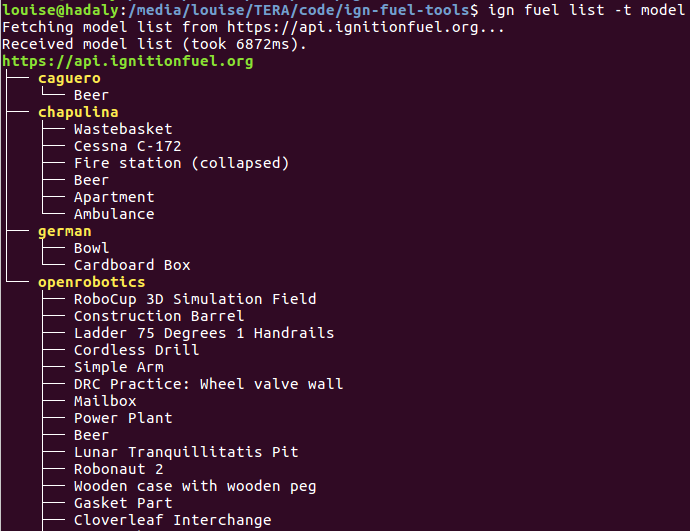 louise@hadaly:/media/louise/TERA/code/ign-fuel-tools$ ign fuel list -t model
Fetching model list from https://api.ignitionfuel.org...
Received model list (took 6872ms).
https://api.ignitionfuel.org
├── caguero
│   └── Beer
├── chapulina
│   ├── Wastebasket
│   ├── Cessna C-172
│   ├── Fire station (collapsed)
│   ├── Beer
│   ├── Apartment
│   └── Ambulance
├── german
│   ├── Bowl
│   └── Cardboard Box
└── openrobotics
    ├── RoboCup 3D Simulation Field
    ├── Construction Barrel
    ├── Ladder 75 Degrees 1 Handrails
    ├── Cordless Drill
    ├── Simple Arm
    ├── DRC Practice: Wheel valve wall
    ├── Mailbox
    ├── Power Plant
    ├── Beer
    ├── Lunar Tranquillitatis Pit
    ├── Robonaut 2
    ├── Wooden case with wooden peg
    ├── Gasket Part
    ├── Cloverleaf Interchange